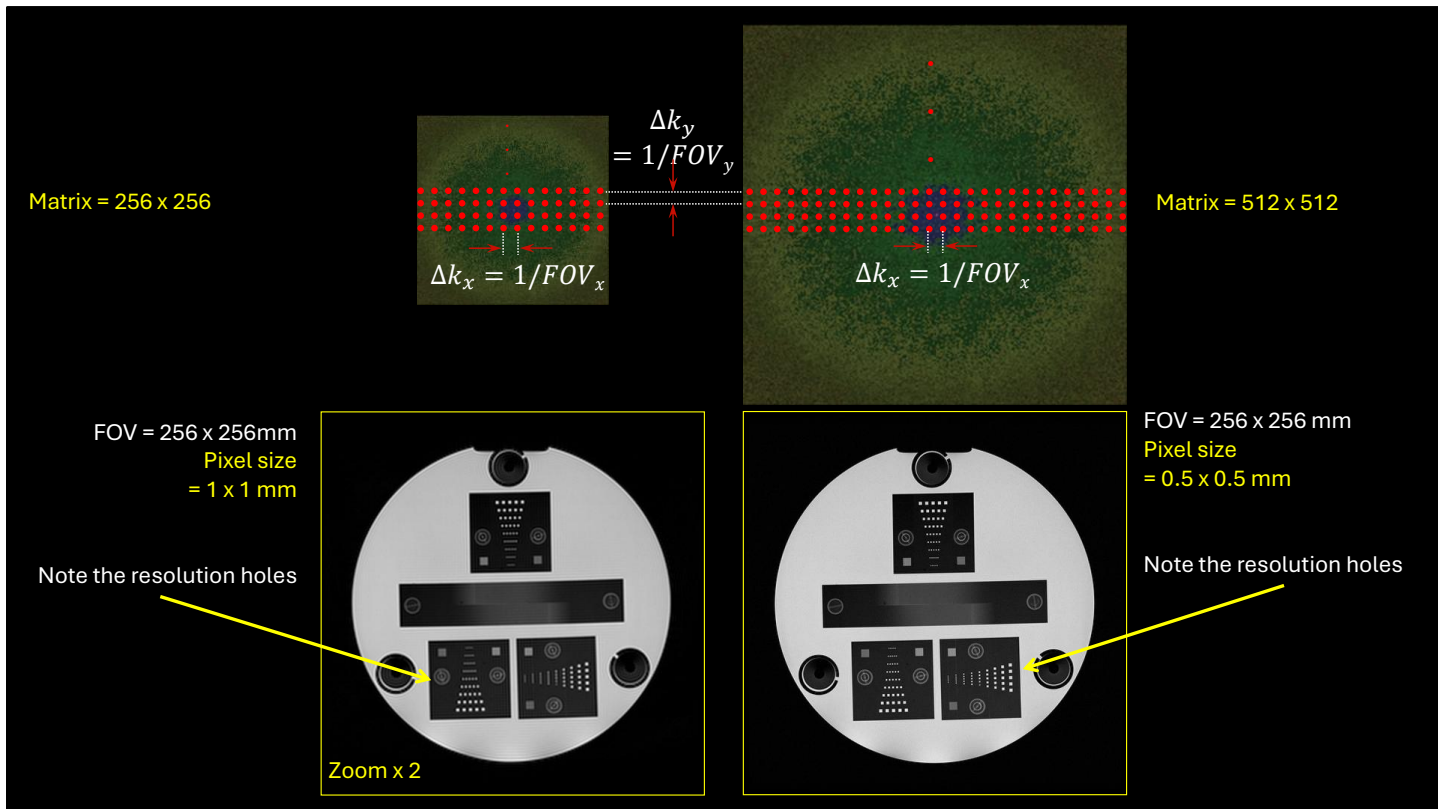 Δk_y
= 1/FOV_y
Matrix = 256 x 256
Matrix = 512 x 512
Δk_x = 1/FOV_x
Δk_x = 1/FOV_x
FOV = 256 x 256mm
Pixel size
= 1 x 1 mm
FOV = 256 x 256 mm
Pixel size
= 0.5 x 0.5 mm
Note the resolution holes
Note the resolution holes
Zoom x 2